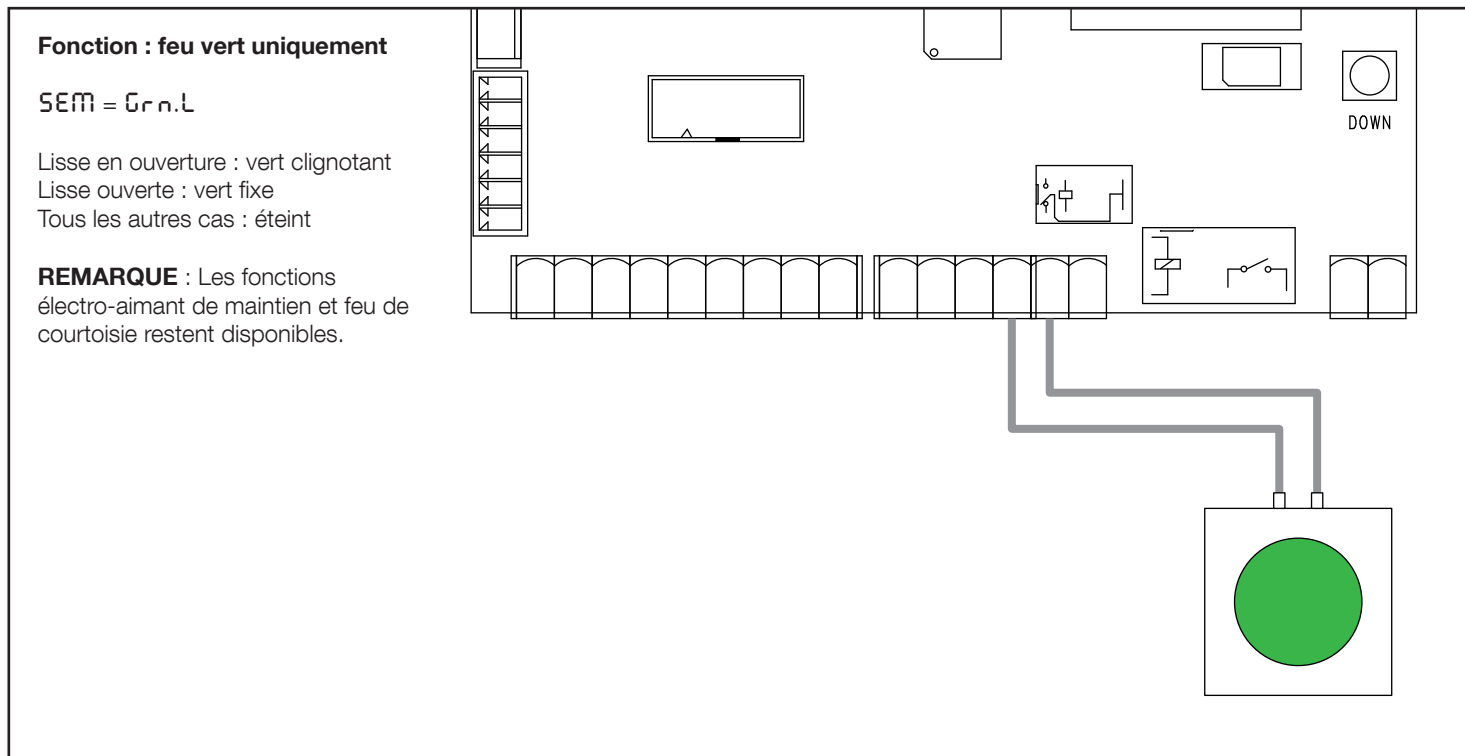 Fonction : feu vert uniquement
SEM = Grn.L
Lisse en ouverture : vert clignotant
Lisse ouverte : vert fixe
Tous les autres cas : éteint
REMARQUE : Les fonctions
électro-aimant de maintien et feu de
courtoisie restent disponibles.
DOWN